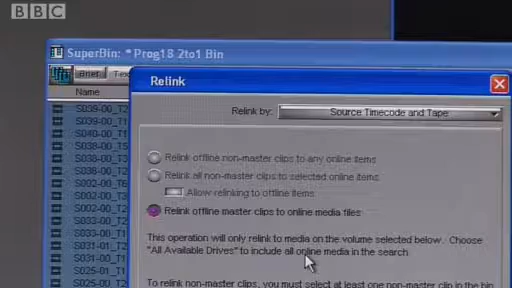 BBC
SuperBin: *Prog18 2to1 Bin
Brief
Relink
Name
Relink by: Source Timecode and Tape
S039-00_T2
S039-00_T1
S040-00_T1
S038-00_T5
S038-00_T3
S038-00_T2
S002-00_T6
S002-00_T3
S002-00_T2
S033-00_T1
S031-01_T2
S031-00_T1
S025-01_T1
Relink offline non-master clips to any online items
Relink all non-master clips to selected online items
Allow relinking to offline items
Relink offline master clips to online media files
This operation will only relink to media on the volume selected below. Choose
"All Available Drives" to include all online media in the search
To relink non-master clips, you must select at least one non-master clip in the bin